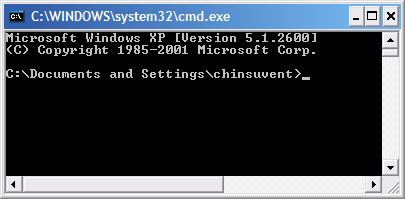 C:\WINDOWS\system32\cmd.exe
Microsoft Windows XP [Version 5.1.2600]
(C) Copyright 1985-2001 Microsoft Corp.
C:\Documents and Settings\chinsuvent>_